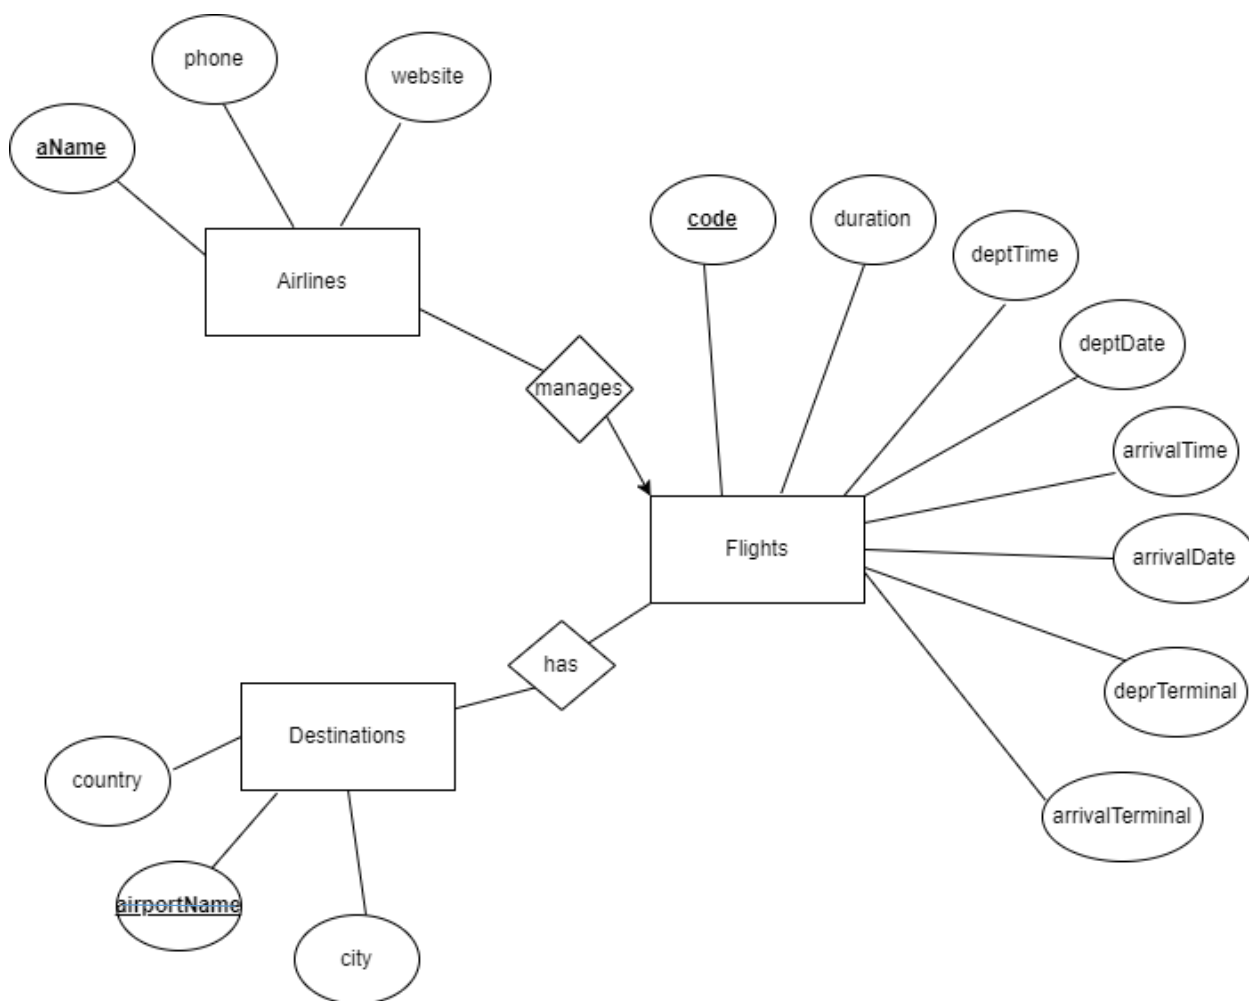 phone
website
aName
Airlines
code
duration
deptTime
deptDate
manages
arrivalTime
Flights
arrivalDate
has
deprTerminal
Destinations
country
arrivalTerminal
airportName
city